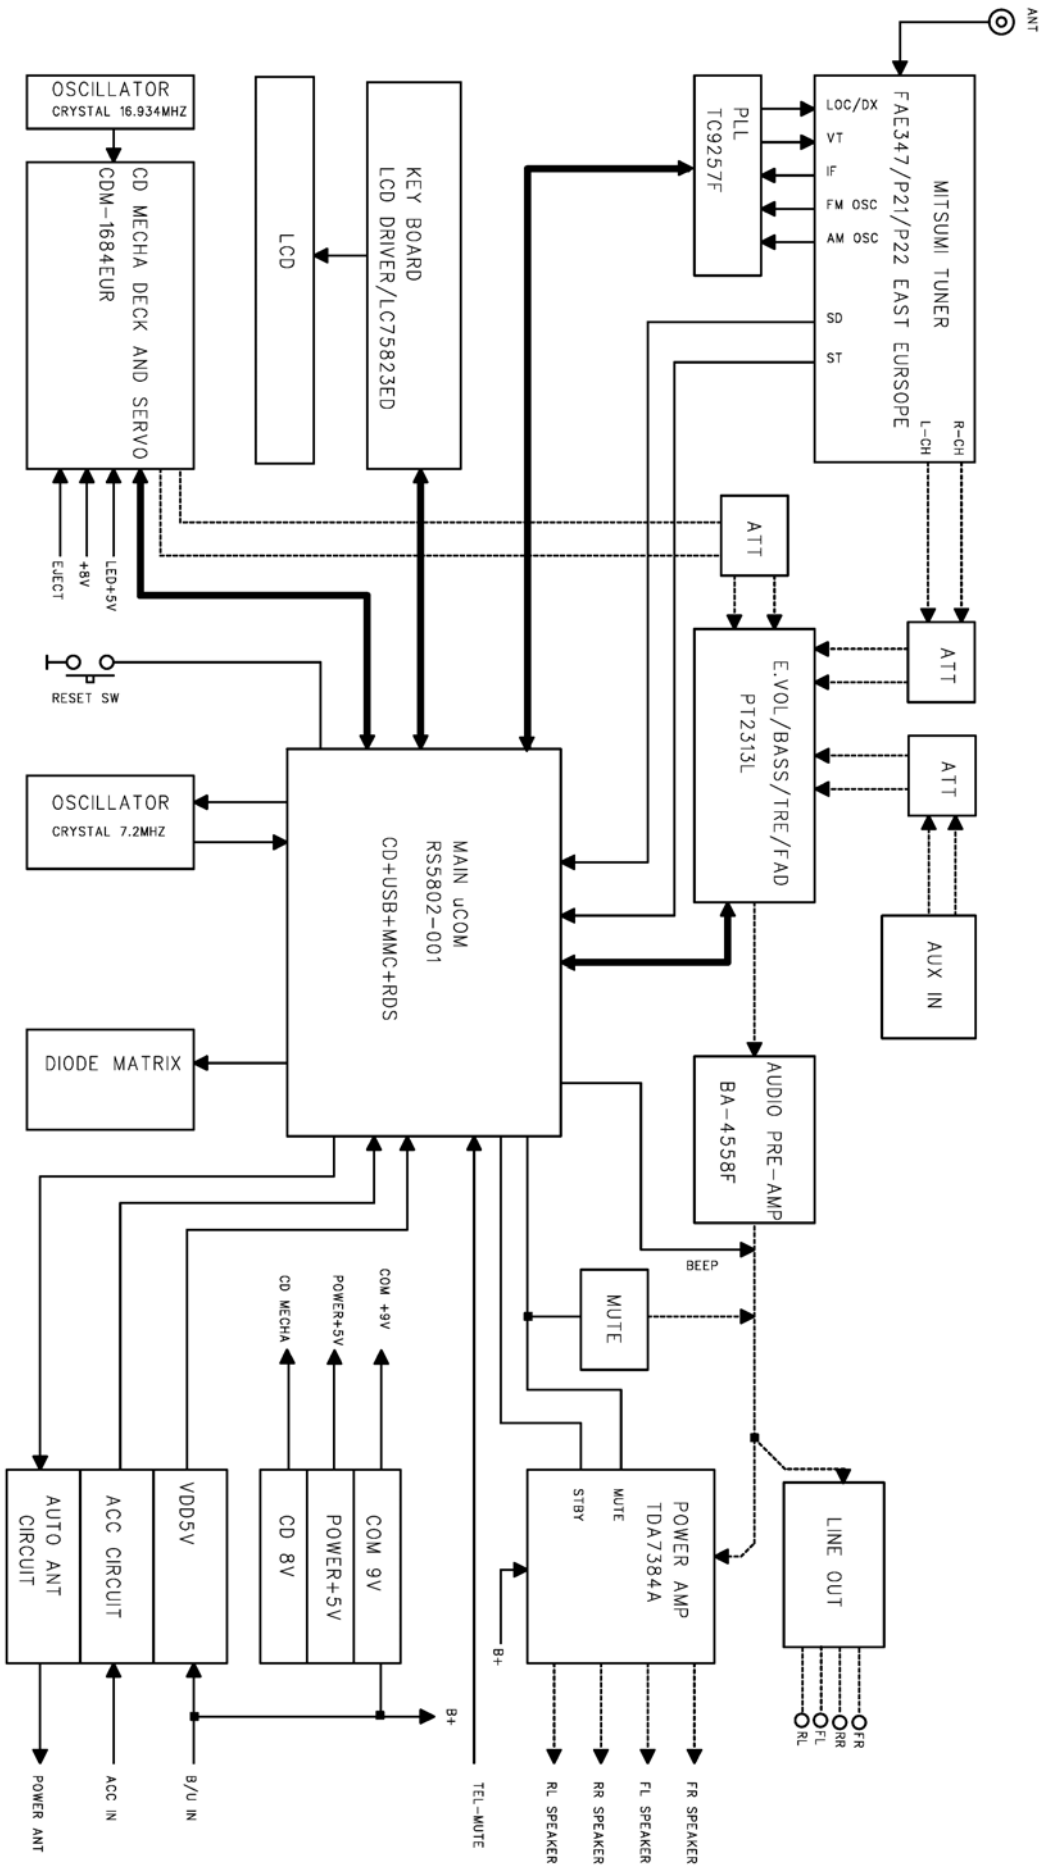 ANT
MITSUMI TUNER
FAE347/P21/P22 EAST EURSOPE
LOC/DX
VT
IF
FM OSC
AM OSC
SD
ST
R-CH
L-CH
PLL
TC9257F
KEY BOARD
LCD DRIVER/LC75823ED
LCD
OSCILLATOR
CRYSTAL 16.934MHZ
CD MECHA DECK AND SERVO
CDM-1684EUR
EJECT
+8V
LED+5V
RESET SW
ATT
ATT
ATT
AUX IN
E.VOL/BASS/TRE/FAD
PT2313L
OSCILLATOR
CRYSTAL 7.2MHZ
MAIN uCOM
RS5802-001
CD+USB+MMC+RDS
DIODE MATRIX
AUDIO PRE-AMP
BA-4558F
BEEP
MUTE
LINE OUT
FR
RR
FL
RL
POWER AMP
TDA7384A
MUTE
STBY
B+
FR SPEAKER
FL SPEAKER
RR SPEAKER
RL SPEAKER
TEL-MUTE
COM +9V
POWER+5V
CD MECHA
COM 9V
POWER+5V
CD 8V
B+
VDD5V
ACC CIRCUIT
AUTO ANT
CIRCUIT
B/U IN
ACC IN
POWER ANT